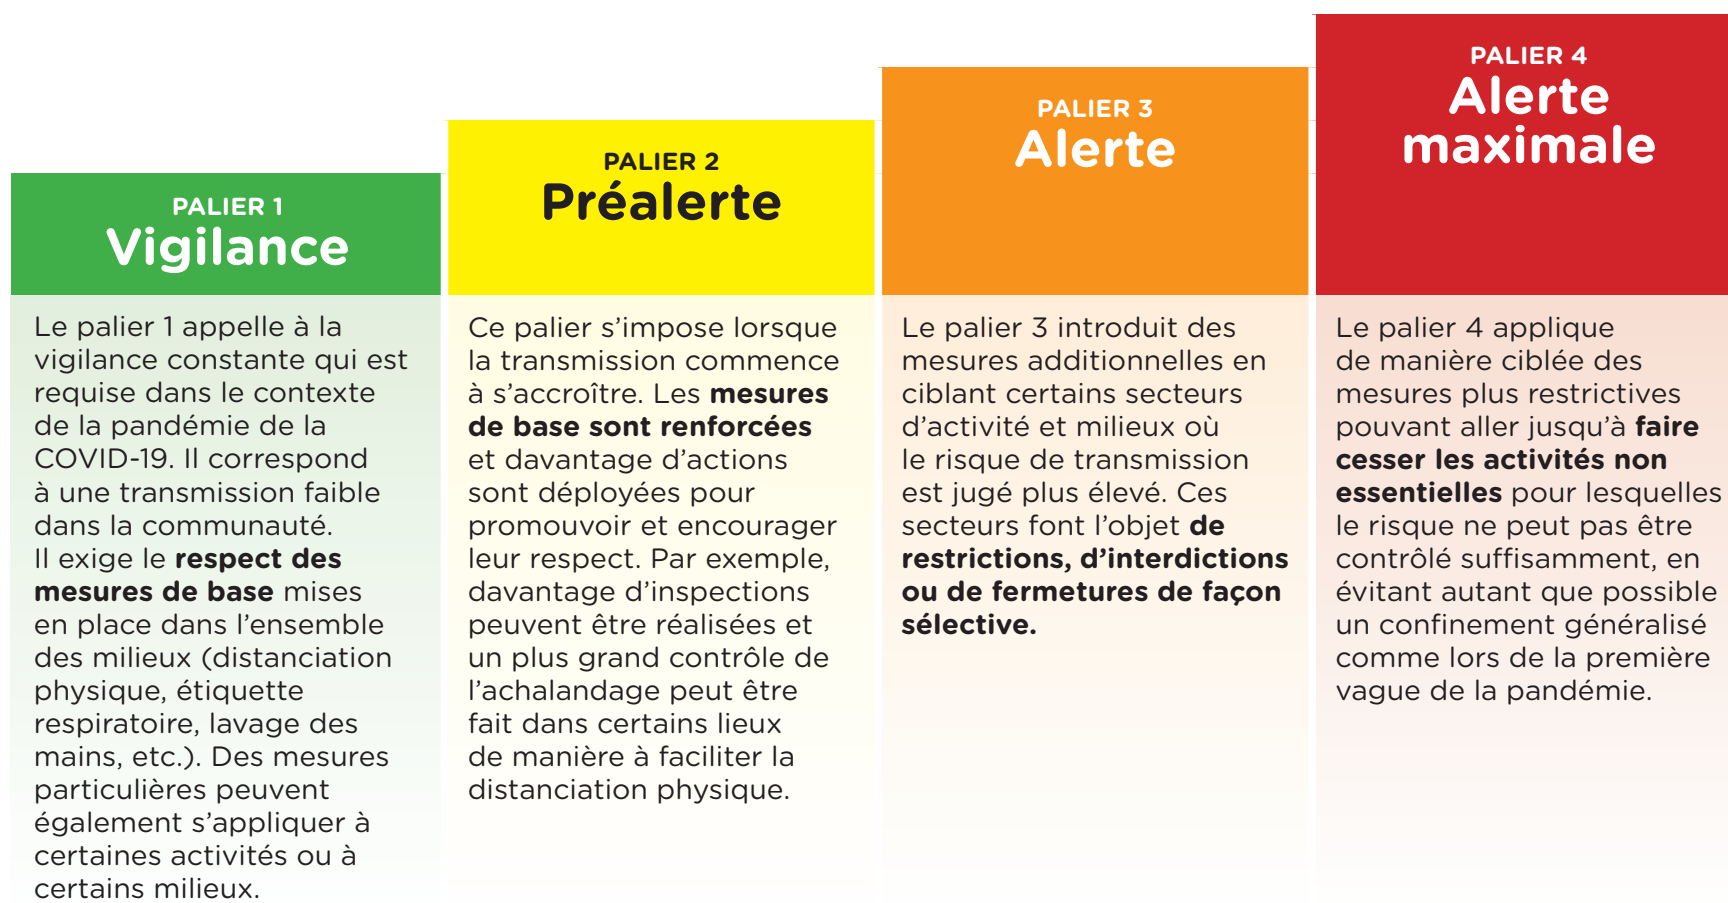 PALIER 1
Vigilance
Le palier 1 appelle à la
vigilance constante qui est
requise dans le contexte
de la pandémie de la
COVID-19. Il correspond
à une transmission faible
dans la communauté.
Il exige le respect des
mesures de base mises
en place dans l’ensemble
des milieux (distanciation
physique, étiquette
respiratoire, lavage des
mains, etc.). Des mesures
particulières peuvent
également s’appliquer à
certaines activités ou à
certains milieux.
PALIER 2
Préalerte
Ce palier s’impose lorsque
la transmission commence
à s’accroître. Les mesures
de base sont renforcées
et davantage d’actions
sont déployées pour
promouvoir et encourager
leur respect. Par exemple,
davantage d’inspections
peuvent être réalisées et
un plus grand contrôle de
l’achalandage peut être
fait dans certains lieux
de manière à faciliter la
distanciation physique.
PALIER 3
Alerte
Le palier 3 introduit des
mesures additionnelles en
ciblant certains secteurs
d’activité et milieux où
le risque de transmission
est jugé plus élevé. Ces
secteurs font l’objet de
restrictions, d’interdictions
ou de fermetures de façon
sélective.
PALIER 4
Alerte
maximale
Le palier 4 applique
de manière ciblée des
mesures plus restrictives
pouvant aller jusqu’à faire
cesser les activités non
essentielles pour lesquelles
le risque ne peut pas être
contrôlé suffisamment, en
évitant autant que possible
un confinement généralisé
comme lors de la première
vague de la pandémie.